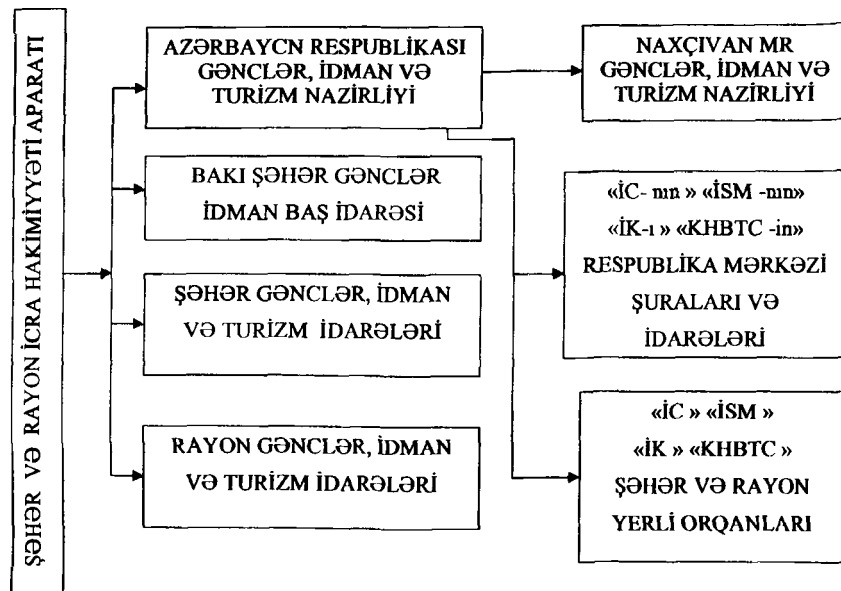 ŞƏHƏR VƏ RAYON İCRA HAKİMİYYƏTİ APARATI
AZƏRBAYCN RESPUBLİKASI
GƏNCLƏR, İDMAN VƏ
TURİZM NAZİRLİYİ
NAXÇIVAN MR
GƏNCLƏR, İDMAN VƏ
TURİZM NAZİRLİYİ
BAKI ŞƏHƏR GƏNCLƏR
İDMAN BAŞ İDARƏSİ
«İC- nın » «İSM -nın»
«İK-ı » «KHBTC -in»
RESPUBLİKA MƏRKƏZİ
ŞURALARI VƏ
İDARƏLƏRİ
ŞƏHƏR GƏNCLƏR, İDMAN
VƏ TURİZM İDARƏLƏRİ
RAYON GƏNCLƏR, İDMAN
VƏ TURİZM İDARƏLƏRİ
«İC » «İSM »
«İK » «KHBTC »
ŞƏHƏR VƏ RAYON
YERLİ ORQANLARI